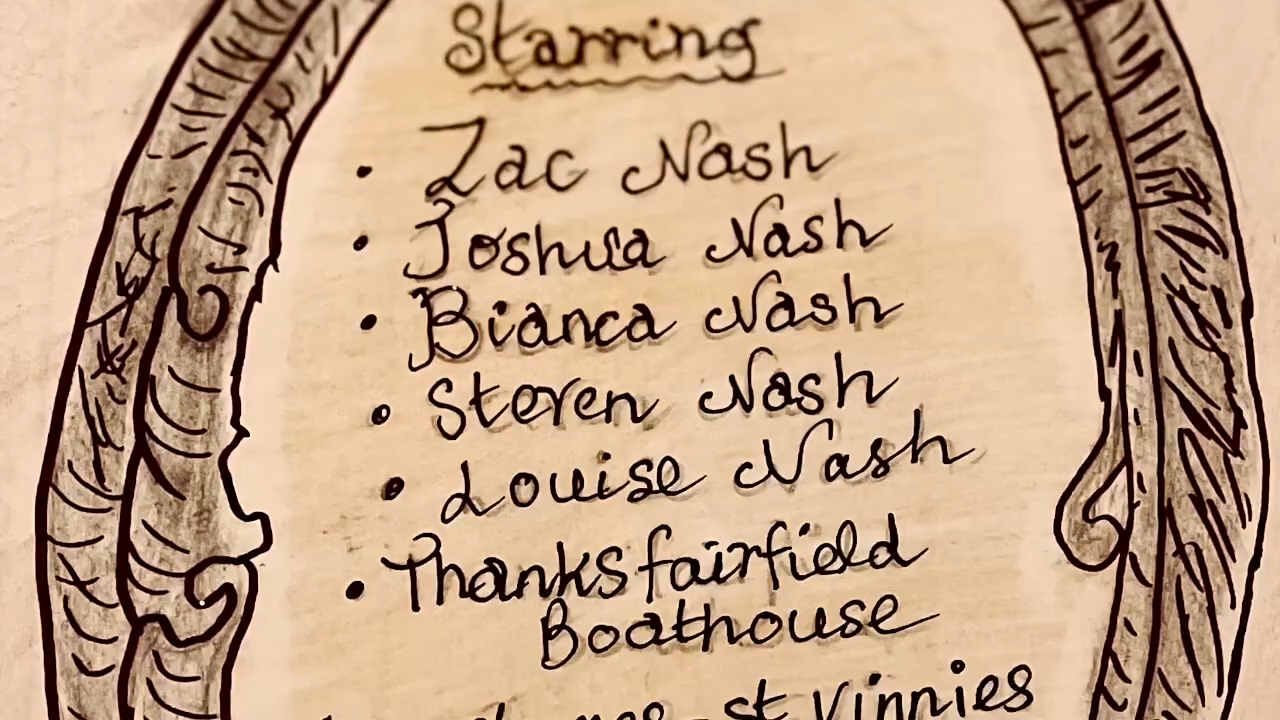 Starring
• Zac Nash
• Joshua Nash
• Bianca Nash
• Steven Nash
• Louise Nash
• Thanks fairfield
Boathouse
- st vinnies